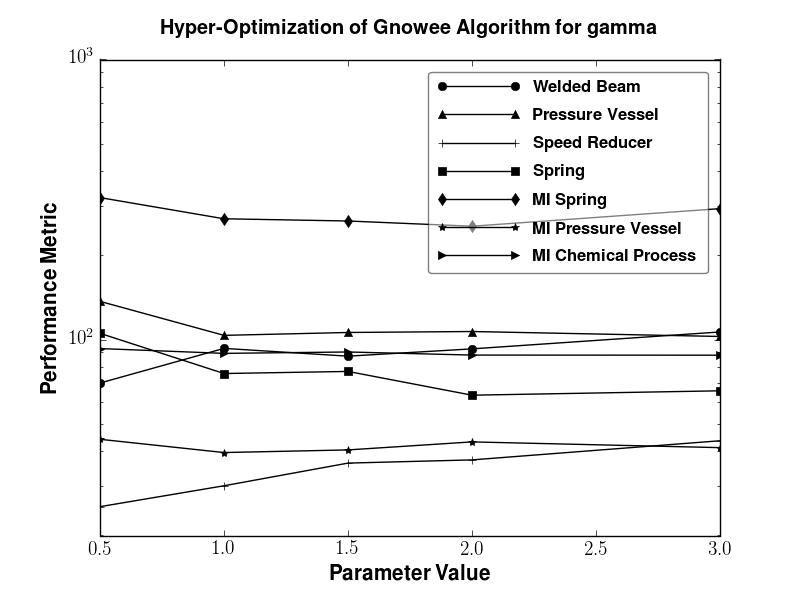 Hyper-Optimization of Gnowee Algorithm for gamma
10³
Welded Beam
Pressure Vessel
Speed Reducer
Spring
MI Spring
MI Pressure Vessel
MI Chemical Process
Performance Metric
10²
0.5 1.0 1.5 2.0 2.5 3.0
Parameter Value